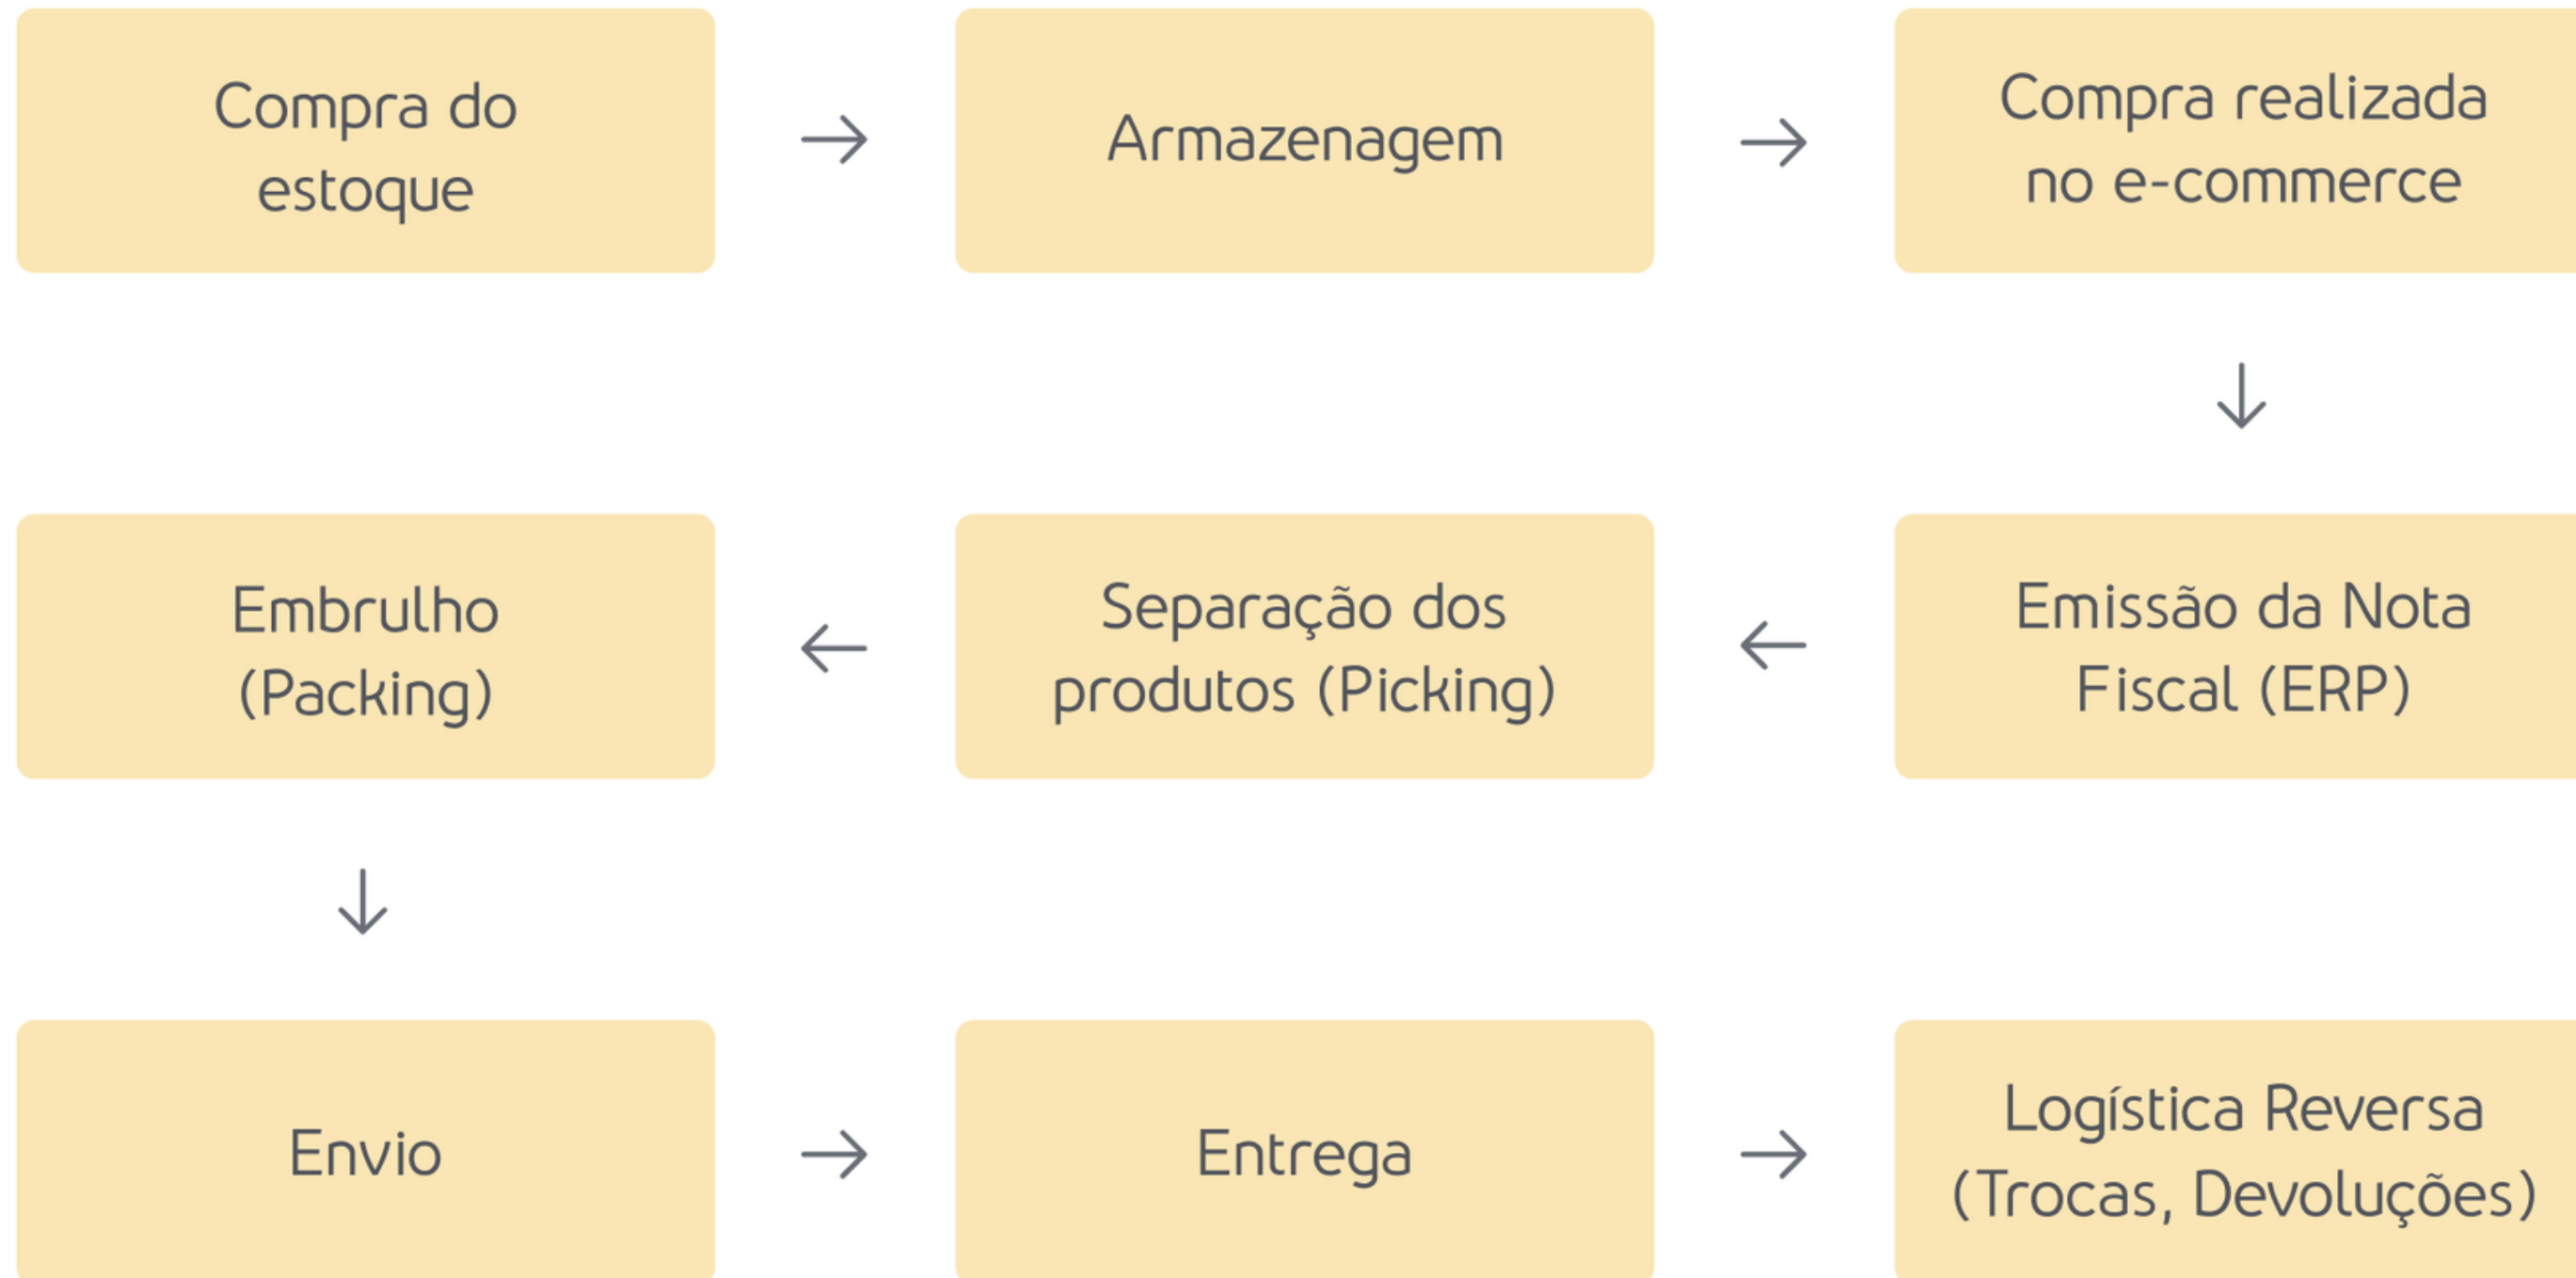 Compra do
estoque
Armazenagem
Compra realizada
no e-commerce
Emissão da Nota
Fiscal (ERP)
Separação dos
produtos (Picking)
Embrulho
(Packing)
Envio
Entrega
Logística Reversa
(Trocas, Devoluções)